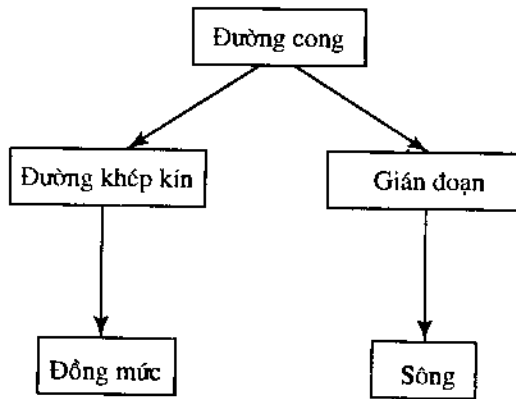 Đường cong
Đường khép kín
Gián đoạn
Đồng mức
Sông